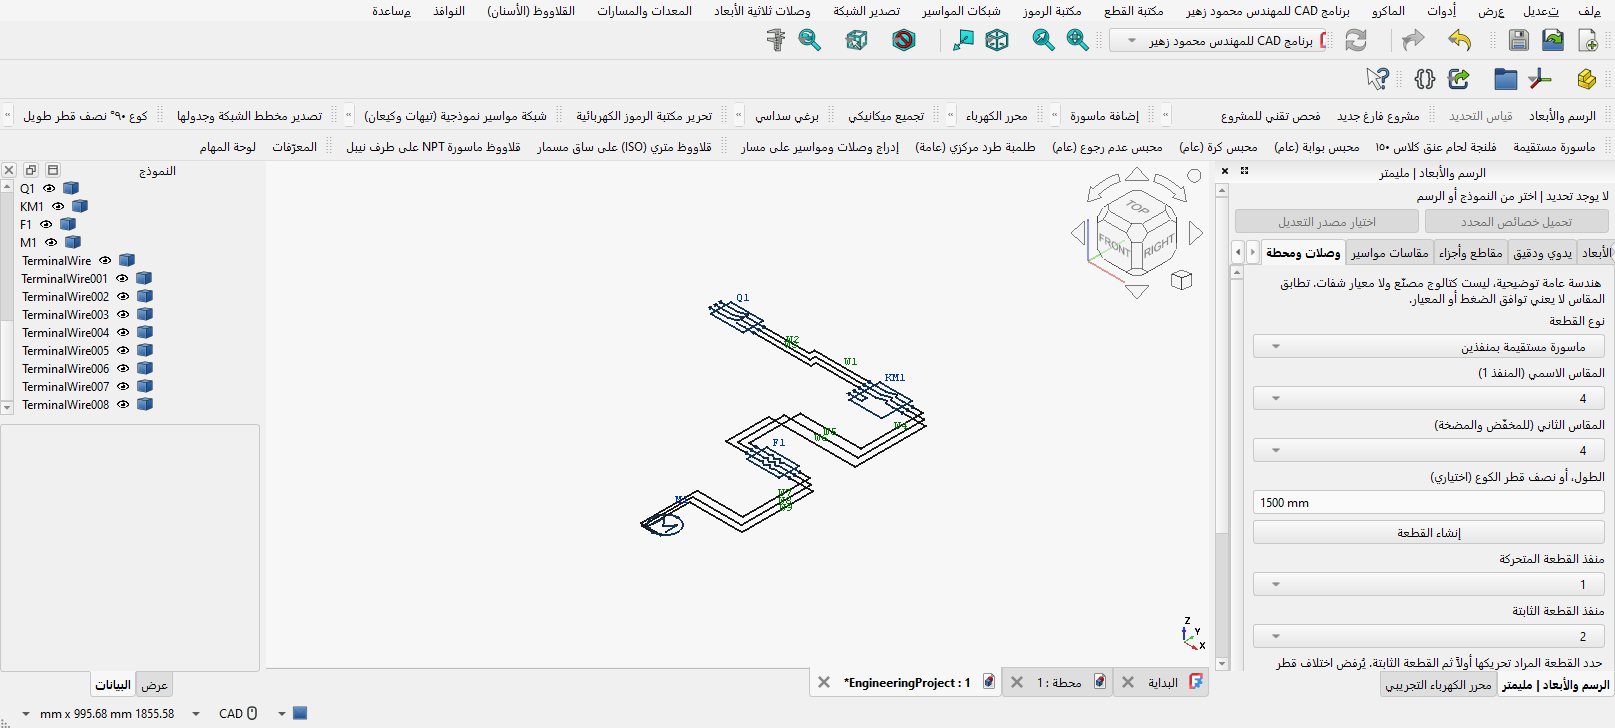 ملف
تعديل
عرض
أدوات
الماكرو
برنامج CAD للمهندس محمود زهير
مكتبة القطع
مكتبة الرموز
شبكات المواسير
تصدير الشبكة
وصلات ثلاثية الأبعاد
المعدات والمسارات
القلاووظ (الأسنان)
النوافذ
مساعدة
برنامج CAD للمهندس محمود زهير
الرسم والأبعاد
قياس التحديد
مشروع فارغ جديد
فحص تقني للمشروع
إضافة ماسورة
محرر الكهرباء
تجميع ميكانيكي
برغي سداسي
تحرير مكتبة الرموز الكهربائية
شبكة مواسير نموذجية (تيهات وكيعان)
تصدير مخطط الشبكة وجدولها
كوع ٩٠° نصف قطر طويل
ماسورة مستقيمة
فلنجة لحام عنق كلاس ١٥٠
محبس بوابة (عام)
محبس كرة (عام)
محبس عدم رجوع (عام)
طلمبة طرد مركزي (عامة)
إدراج وصلات ومواسير على مسار
قلاووظ متري (ISO) على ساق مسمار
قلاووظ ماسورة NPT على طرف نيبل
المعرّفات
لوحة المهام
النموذج
Q1
KM1
F1
M1
TerminalWire
TerminalWire001
TerminalWire002
TerminalWire003
TerminalWire004
TerminalWire005
TerminalWire006
TerminalWire007
TerminalWire008
عرض
البيانات
Q1
W2
W1
KM1
W4
W5
F1
W9
TOP
FRONT
RIGHT
Z
Y
X
الرسم والأبعاد | مليمتر
لا يوجد تحديد | اختر من النموذج أو الرسم
تحميل خصائص المحدد
اختيار مصدر التعديل
الأبعاد
يدوي ودقيق
مقاطع وأجزاء
مقاسات مواسير
وصلات ومحطة
هندسة عامة توضيحية، ليست كتالوج مصنّع ولا معيار شفات. تطابق
المقاس لا يعني توافق الضغط أو المعيار.
نوع القطعة
ماسورة مستقيمة بمنفذين
المقاس الاسمي (المنفذ 1)
4
المقاس الثاني (للمخفّض والمضخة)
4
الطول، أو نصف قطر الكوع (اختياري)
1500 mm
إنشاء القطعة
منفذ القطعة المتحركة
1
منفذ القطعة الثابتة
2
حدد القطعة المراد تحريكها أولاً ثم القطعة الثابتة. يُرفض اختلاف قطر
الرسم والأبعاد | مليمتر
محرر الكهرباء التجريبي
البداية
محطة : 1
EngineeringProject : 1*
mm x 995.68 mm 1855.58
CAD